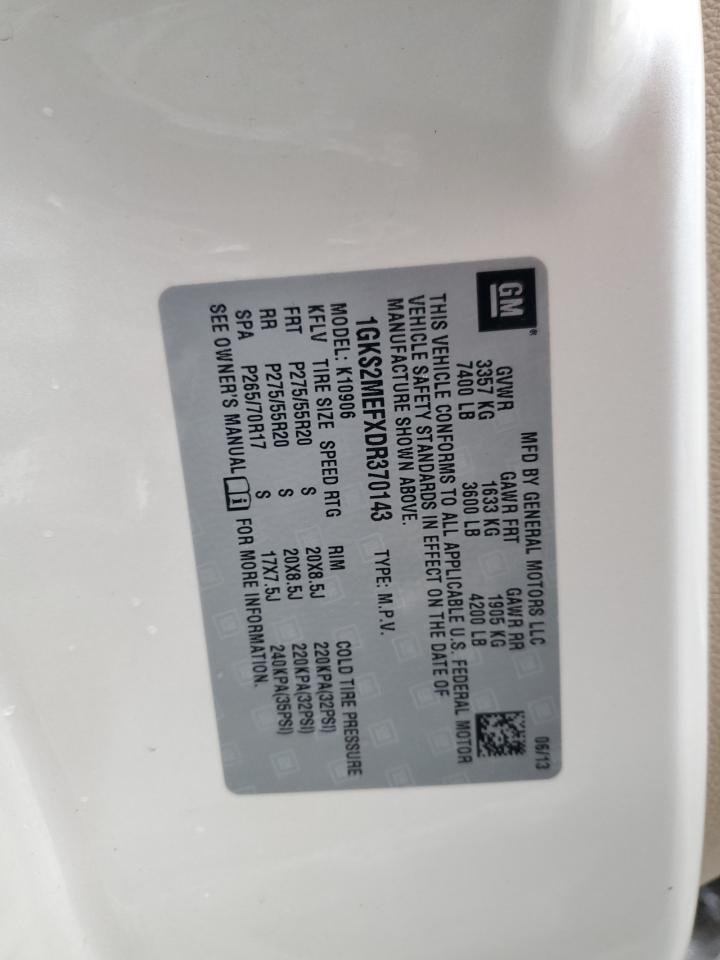 MFD BY GENERAL MOTORS LLC 06/13
GM®
GVWR GAWR FRT GAWR RR
3357 KG 1633 KG 1905 KG
7400 LB 3600 LB 4200 LB
THIS VEHICLE CONFORMS TO ALL APPLICABLE U.S. FEDERAL MOTOR
VEHICLE SAFETY STANDARDS IN EFFECT ON THE DATE OF
MANUFACTURE SHOWN ABOVE.
1GKS2MEFXDR370143 TYPE: M.P.V.
MODEL: K10906
KFLV TIRE SIZE SPEED RTG RIM COLD TIRE PRESSURE
FRT P275/55R20 S 20X8.5J 220KPA(32PSI)
RR P275/55R20 S 20X8.5J 220KPA(32PSI)
SPA P265/70R17 S 17X7.5J 240KPA(35PSI)
SEE OWNER'S MANUAL FOR MORE INFORMATION.